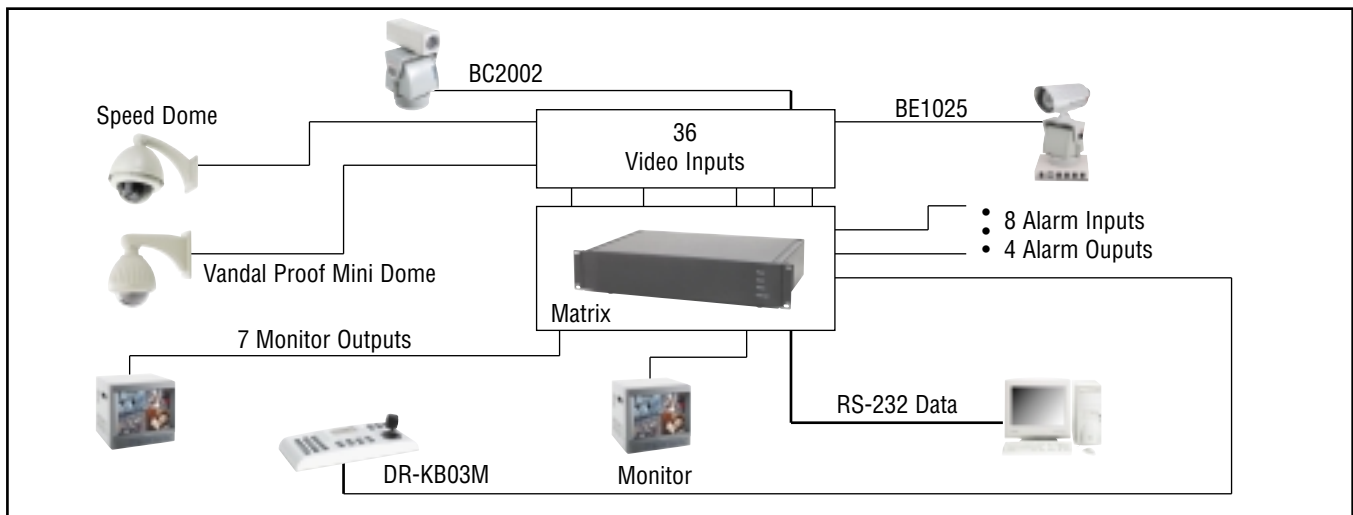 BC2002
Speed Dome
BE1025
36
Video Inputs
• 8 Alarm Inputs
•
• 4 Alarm Ouputs
Vandal Proof Mini Dome
Matrix
7 Monitor Outputs
RS-232 Data
DR-KB03M
Monitor